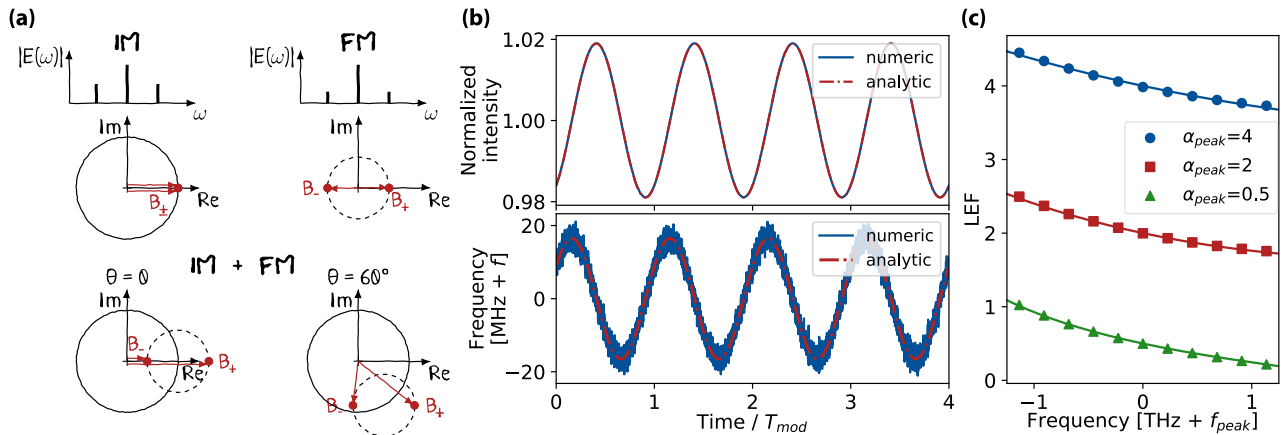 (a)
IM
FM
|E(ω)|
ω
|E(ω)|
ω
Im
Re
B±
Im
Re
B-
B+
IM + FM
θ = 0
Im
Re
B-
B+
θ = 60°
Im
Re
B-
B+
(b)
Normalized
intensity
1.02
1.00
0.98
numeric
analytic
Frequency
[MHz + f]
20
0
−20
numeric
analytic
0
1
2
3
4
Time / Tmod
(c)
LEF
4
3
2
1
0
αpeak=4
αpeak=2
αpeak=0.5
−1
0
1
Frequency [THz + fpeak]